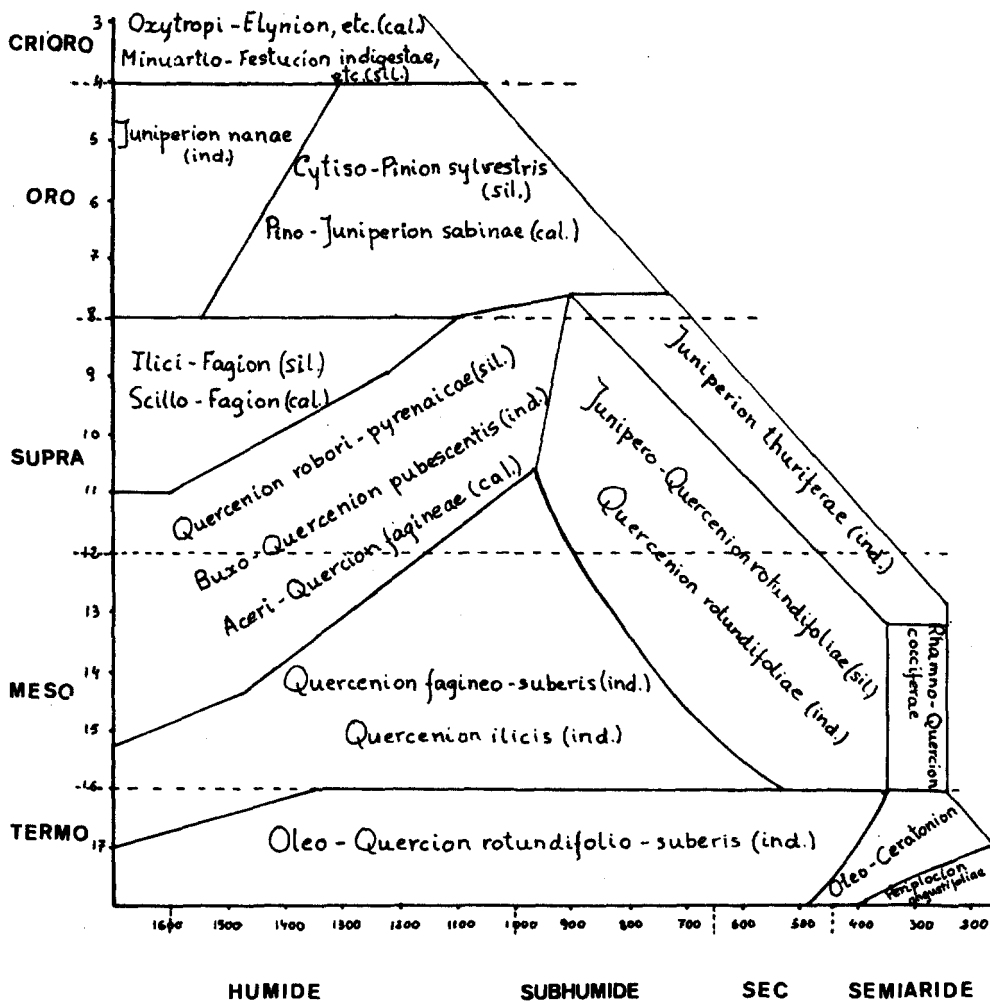 3
Oxytropi - Elynion, etc. (cal.)
CRIORO
Minuartio - Festucion indigestae,
etc. (sil.)
4
5
Juniperion nanae
(ind.)
Cytiso - Pinion sylvestris
(sil.)
ORO
6
Pino - Juniperion sabinae (cal.)
7
8
Ilici - Fagion (sil.)
9
Scillo - Fagion (cal.)
Juniperion thuriferae (ind.)
10
SUPRA
11
Quercenion robori - pyrenaicae (sil.)
Buxo - Quercenion pubescentis (ind.)
Aceri - Quercion fagineae (cal.)
Junipero - Quercenion rotundifoliae (sil)
Quercenion rotundifoliae (ind.)
12
13
Rhamno - Quercion
cocciferae
14
MESO
Quercenion fagineo - suberis (ind.)
15
Quercenion ilicis (ind.)
16
TERMO
17
Oleo - Quercion rotundifolio - suberis (ind.)
Oleo - Ceratonion
Periplocion
angustifoliae
1600 1500 1400 1300 1200 1100 1000 900 800 700 600 500 400 300 200
HUMIDE SUBHUMIDE SEC SEMIARIDE